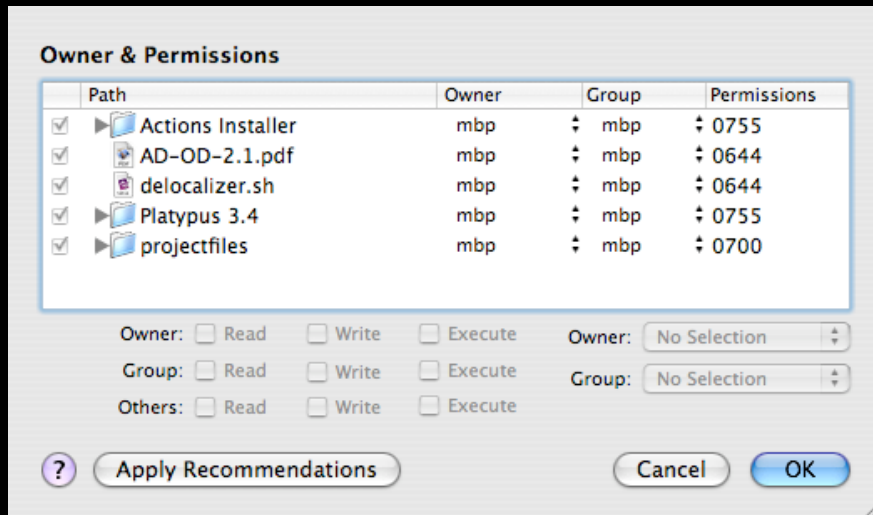 Owner & Permissions
Path Owner Group Permissions
Actions Installer mbp mbp 0755
AD-OD-2.1.pdf mbp mbp 0644
delocalizer.sh mbp mbp 0644
Platypus 3.4 mbp mbp 0755
projectfiles mbp mbp 0700
Owner: Read Write Execute Owner: No Selection
Group: Read Write Execute Group: No Selection
Others: Read Write Execute
? Apply Recommendations Cancel OK